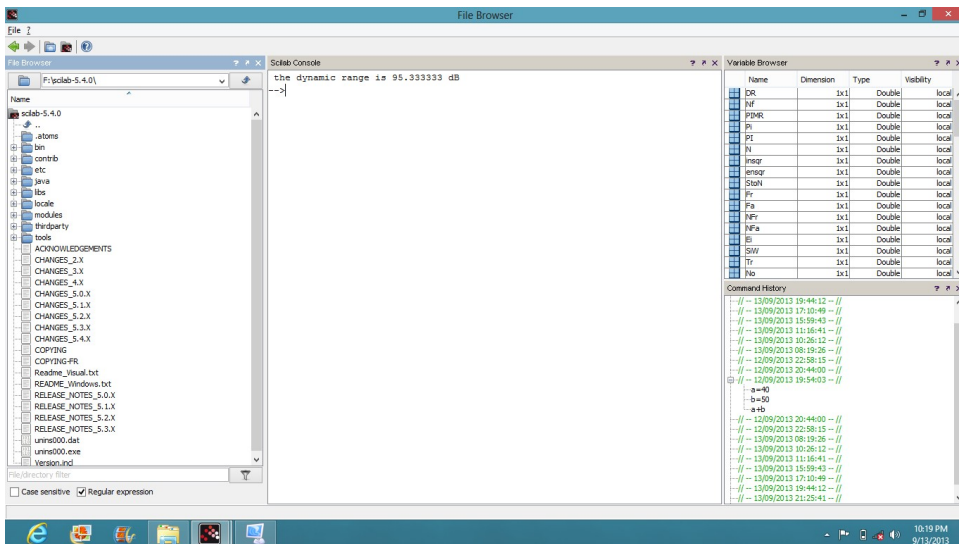 File Browser
File ?
File Browser
F:\scilab-5.4.0\
Name
scilab-5.4.0
..
.atoms
bin
contrib
etc
java
libs
locale
modules
thirdparty
tools
ACKNOWLEDGEMENTS
CHANGES_2.X
CHANGES_3.X
CHANGES_4.X
CHANGES_5.0.X
CHANGES_5.1.X
CHANGES_5.2.X
CHANGES_5.3.X
CHANGES_5.4.X
COPYING
COPYING-FR
Readme_Visual.txt
README_Windows.txt
RELEASE_NOTES_5.0.X
RELEASE_NOTES_5.1.X
RELEASE_NOTES_5.2.X
RELEASE_NOTES_5.3.X
unins000.dat
unins000.exe
Version.incl
File/directory filter
Case sensitive Regular expression
Scilab Console
the dynamic range is 95.333333 dB
-->
Variable Browser
Name Dimension Type Visibility
DR 1x1 Double local
Nf 1x1 Double local
PIMR 1x1 Double local
Pi 1x1 Double local
PI 1x1 Double local
N 1x1 Double local
insqr 1x1 Double local
ensqr 1x1 Double local
StoN 1x1 Double local
Fr 1x1 Double local
Fa 1x1 Double local
NFr 1x1 Double local
NFa 1x1 Double local
Ei 1x1 Double local
SiW 1x1 Double local
Tr 1x1 Double local
No 1x1 Double local
Command History
// -- 13/09/2013 19:44:12 -- //
// -- 13/09/2013 17:10:49 -- //
// -- 13/09/2013 15:59:43 -- //
// -- 13/09/2013 11:16:41 -- //
// -- 13/09/2013 10:26:12 -- //
// -- 13/09/2013 08:19:26 -- //
// -- 12/09/2013 22:58:15 -- //
// -- 12/09/2013 20:44:00 -- //
// -- 12/09/2013 19:54:03 -- //
a=40
b=50
a+b
// -- 12/09/2013 20:44:00 -- //
// -- 12/09/2013 22:58:15 -- //
// -- 13/09/2013 08:19:26 -- //
// -- 13/09/2013 10:26:12 -- //
// -- 13/09/2013 11:16:41 -- //
// -- 13/09/2013 15:59:43 -- //
// -- 13/09/2013 17:10:49 -- //
// -- 13/09/2013 19:44:12 -- //
// -- 13/09/2013 21:25:41 -- //
10:19 PM
9/13/2013